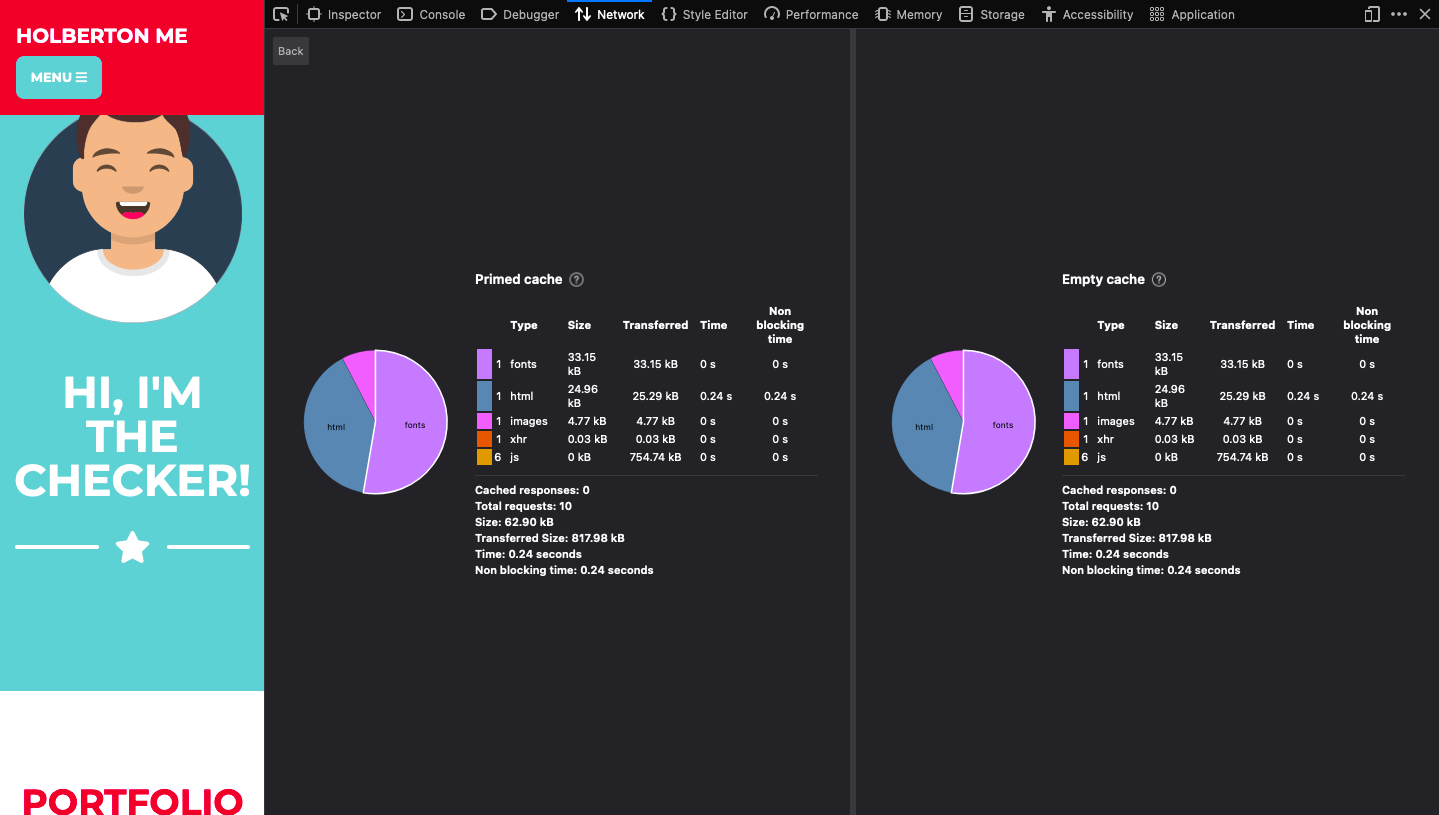 HOLBERTON ME
MENU
HI, I'M
THE
CHECKER!
PORTFOLIO
Inspector Console Debugger Network Style Editor Performance Memory Storage Accessibility Application
Back
Primed cache ?
Type Size Transferred Time Non blocking time
1 fonts 33.15 kB 33.15 kB 0 s 0 s
1 html 24.96 kB 25.29 kB 0.24 s 0.24 s
1 images 4.77 kB 4.77 kB 0 s 0 s
1 xhr 0.03 kB 0.03 kB 0 s 0 s
6 js 0 kB 754.74 kB 0 s 0 s
html fonts
Cached responses: 0
Total requests: 10
Size: 62.90 kB
Transferred Size: 817.98 kB
Time: 0.24 seconds
Non blocking time: 0.24 seconds
Empty cache ?
Type Size Transferred Time Non blocking time
1 fonts 33.15 kB 33.15 kB 0 s 0 s
1 html 24.96 kB 25.29 kB 0.24 s 0.24 s
1 images 4.77 kB 4.77 kB 0 s 0 s
1 xhr 0.03 kB 0.03 kB 0 s 0 s
6 js 0 kB 754.74 kB 0 s 0 s
html fonts
Cached responses: 0
Total requests: 10
Size: 62.90 kB
Transferred Size: 817.98 kB
Time: 0.24 seconds
Non blocking time: 0.24 seconds